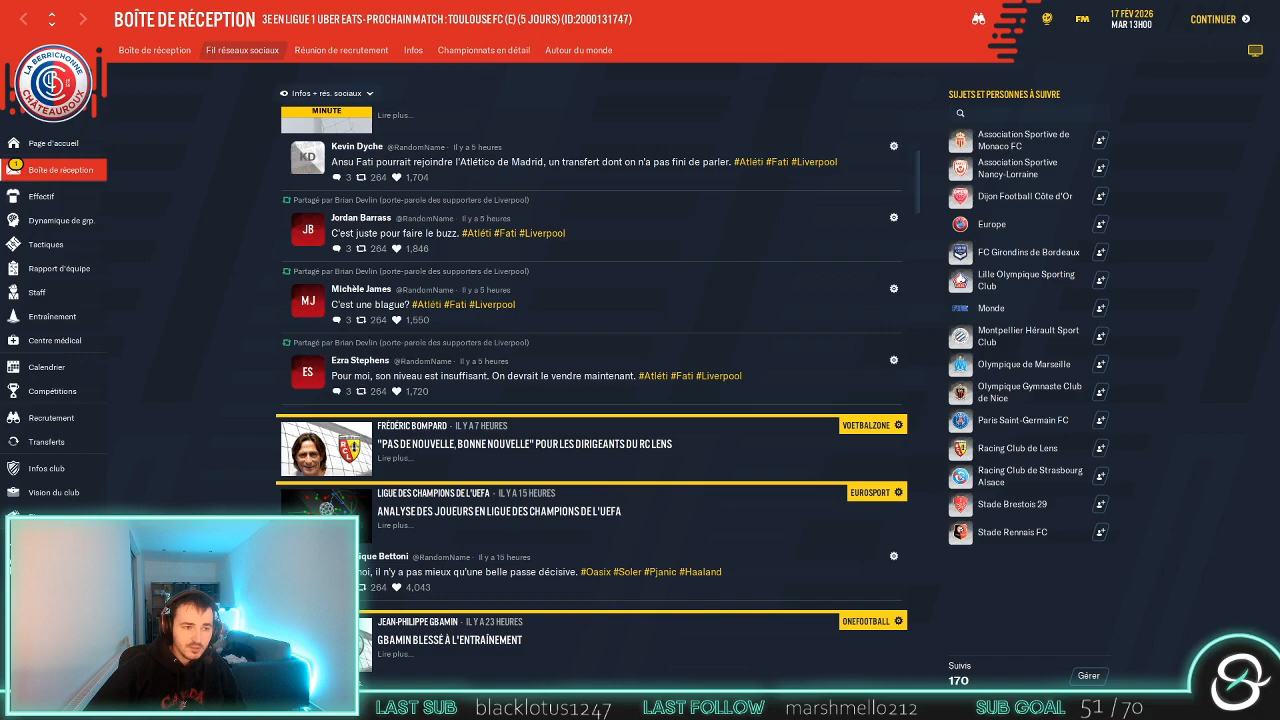 BOÎTE DE RÉCEPTION
3E EN LIGUE 1 UBER EATS - PROCHAIN MATCH : TOULOUSE FC (E) (5 JOURS) (ID:2000131747)
FM
17 FÉV 2026
MAR 13H00
CONTINUER
Boîte de réception
Fil réseaux sociaux
Réunion de recrutement
Infos
Championnats en détail
Autour du monde
LA BERRICHONNE
CHÂTEAUROUX
Page d'accueil
1
Boîte de réception
Effectif
Dynamique de grp.
Tactiques
Rapport d'équipe
Staff
Entraînement
Centre médical
Calendrier
Compétitions
Recrutement
Transferts
Infos club
Vision du club
Infos + rés. sociaux
MINUTE
Lire plus...
KD
Kevin Dyche @RandomName · Il y a 5 heures
Ansu Fati pourrait rejoindre l'Atlético de Madrid, un transfert dont on n'a pas fini de parler. #Atléti #Fati #Liverpool
3 264 1,704
Partagé par Brian Devlin (porte-parole des supporters de Liverpool)
JB
Jordan Barrass @RandomName · Il y a 5 heures
C'est juste pour faire le buzz. #Atléti #Fati #Liverpool
3 264 1,846
Partagé par Brian Devlin (porte-parole des supporters de Liverpool)
MJ
Michèle James @RandomName · Il y a 5 heures
C'est une blague? #Atléti #Fati #Liverpool
3 264 1,550
Partagé par Brian Devlin (porte-parole des supporters de Liverpool)
ES
Ezra Stephens @RandomName · Il y a 5 heures
Pour moi, son niveau est insuffisant. On devrait le vendre maintenant. #Atléti #Fati #Liverpool
3 264 1,720
FRÉDÉRIC BOMPARD - IL Y A 7 HEURES
VOETBALZONE
"PAS DE NOUVELLE, BONNE NOUVELLE" POUR LES DIRIGEANTS DU RC LENS
Lire plus...
LIGUE DES CHAMPIONS DE L'UEFA - IL Y A 15 HEURES
EUROSPORT
ANALYSE DES JOUEURS EN LIGUE DES CHAMPIONS DE L'UEFA
Lire plus...
ique Bettoni @RandomName · Il y a 15 heures
oi, il n'y a pas mieux qu'une belle passe décisive. #Oasix #Soler #Pjanic #Haaland
264 4,043
JEAN-PHILIPPE GBAMIN - IL Y A 23 HEURES
ONEFOOTBALL
GBAMIN BLESSÉ À L'ENTRAÎNEMENT
Lire plus...
SUJETS ET PERSONNES À SUIVRE
Association Sportive de
Monaco FC
Association Sportive
Nancy-Lorraine
Dijon Football Côte d'Or
Europe
FC Girondins de Bordeaux
Lille Olympique Sporting
Club
Monde
Montpellier Hérault Sport
Club
Olympique de Marseille
Olympique Gymnaste Club
de Nice
Paris Saint-Germain FC
Racing Club de Lens
Racing Club de Strasbourg
Alsace
Stade Brestois 29
Stade Rennais FC
Suivis
170
Gérer
LAST SUB blacklotus1247 LAST FOLLOW marshmello212 SUB GOAL 51 / 70